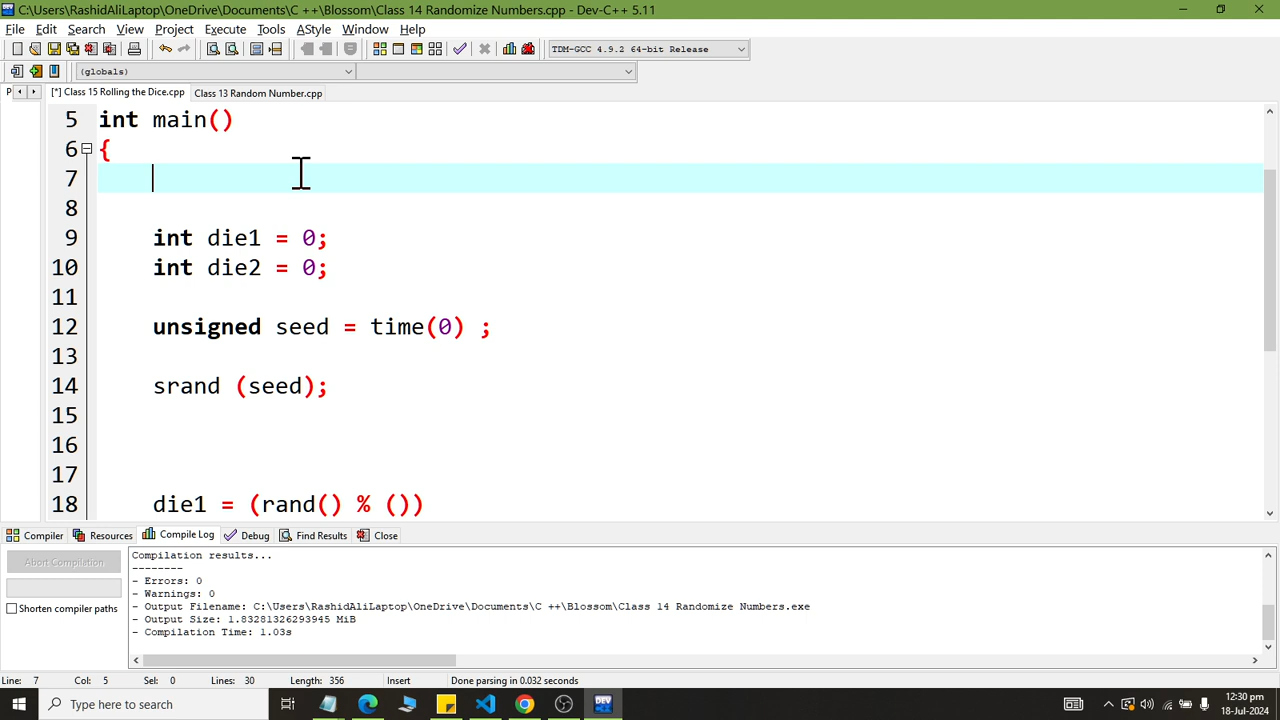 C:\Users\RashidAliLaptop\OneDrive\Documents\C ++\Blossom\Class 14 Randomize Numbers.cpp - Dev-C++ 5.11
File Edit Search View Project Execute Tools AStyle Window Help
TDM-GCC 4.9.2 64-bit Release
(globals)
P [*] Class 15 Rolling the Dice.cpp Class 13 Random Number.cpp
5 int main()
6 {
7
8
9 int die1 = 0;
10 int die2 = 0;
11
12 unsigned seed = time(0) ;
13
14 srand (seed);
15
16
17
18 die1 = (rand() % ())
Compiler Resources Compile Log Debug Find Results Close
Abort Compilation
Shorten compiler paths
Compilation results...
--------
- Errors: 0
- Warnings: 0
- Output Filename: C:\Users\RashidAliLaptop\OneDrive\Documents\C ++\Blossom\Class 14 Randomize Numbers.exe
- Output Size: 1.83281326293945 MiB
- Compilation Time: 1.03s
Line: 7 Col: 5 Sel: 0 Lines: 30 Length: 356 Insert Done parsing in 0.032 seconds
Type here to search
DEV
12:30 pm
18-Jul-2024